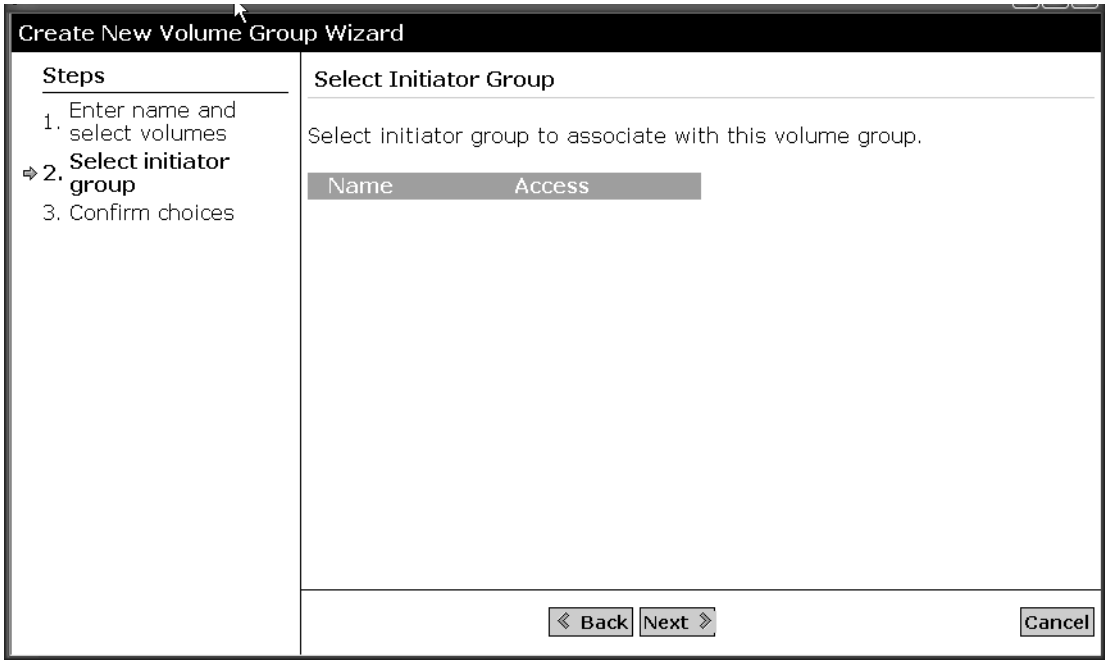 Create New Volume Group Wizard
Steps
1. Enter name and
select volumes
2. Select initiator
group
3. Confirm choices
Select Initiator Group
Select initiator group to associate with this volume group.
Name Access
Back Next Cancel